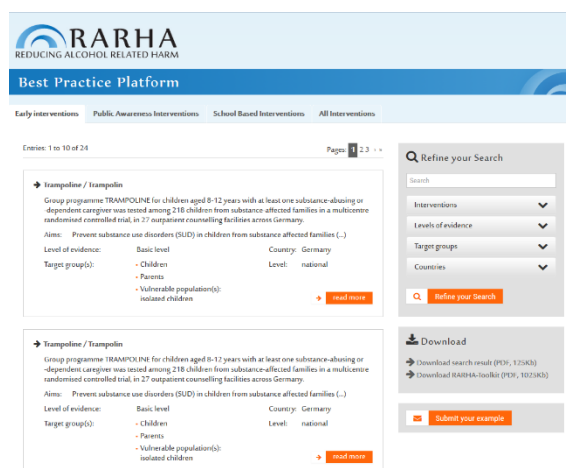 RARHA
REDUCING ALCOHOL RELATED HARM
Best Practice Platform
Early interventions Public Awareness Interventions School Based Interventions All Interventions
Entries: 1 to 10 of 24
Pages: 1 2 3 › »
Trampoline / Trampolin
Group programme TRAMPOLINE for children aged 8-12 years with at least one substance-abusing or
-dependent caregiver was tested among 218 children from substance-affected families in a multicentre
randomised controlled trial, in 27 outpatient counselling facilities across Germany.
Aims: Prevent substance use disorders (SUD) in children from substance affected families (...)
Level of evidence: Basic level Country: Germany
Target group(s): • Children Level: national
• Parents
• Vulnerable population(s):
isolated children
read more
Trampoline / Trampolin
Group programme TRAMPOLINE for children aged 8-12 years with at least one substance-abusing or
-dependent caregiver was tested among 218 children from substance-affected families in a multicentre
randomised controlled trial, in 27 outpatient counselling facilities across Germany.
Aims: Prevent substance use disorders (SUD) in children from substance affected families (...)
Level of evidence: Basic level Country: Germany
Target group(s): • Children Level: national
• Parents
• Vulnerable population(s):
isolated children
read more
Refine your Search
Search
Interventions
Levels of evidence
Target groups
Countries
Refine your Search
Download
Download search result (PDF, 125Kb)
Download RARHA-Toolkit (PDF, 1025Kb)
Submit your example